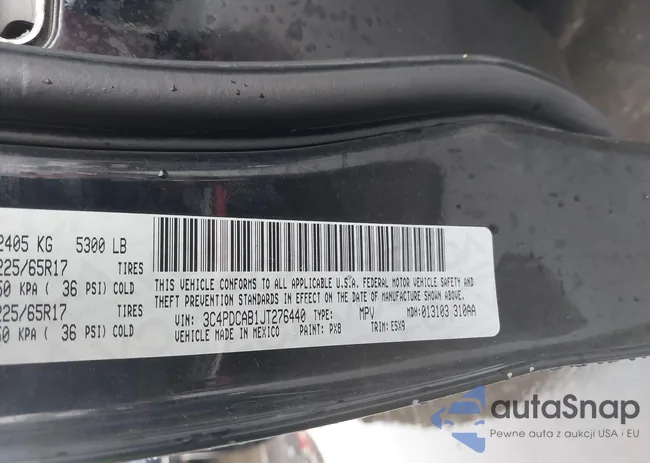 2405 KG 5300 LB
225/65R17 TIRES
50 KPA ( 36 PSI) COLD
225/65R17 TIRES
50 KPA ( 36 PSI) COLD
THIS VEHICLE CONFORMS TO ALL APPLICABLE U.S.A. FEDERAL MOTOR VEHICLE SAFETY AND
THEFT PREVENTION STANDARDS IN EFFECT ON THE DATE OF MANUFACTURE SHOWN ABOVE.
VIN: 3C4PDCAB1JT276440 TYPE: MPV MDH: 013103 310AA
VEHICLE MADE IN MEXICO PAINT: PX8 TRIM: E5X9
autaSnap
Pewne auta z aukcji USA i EU